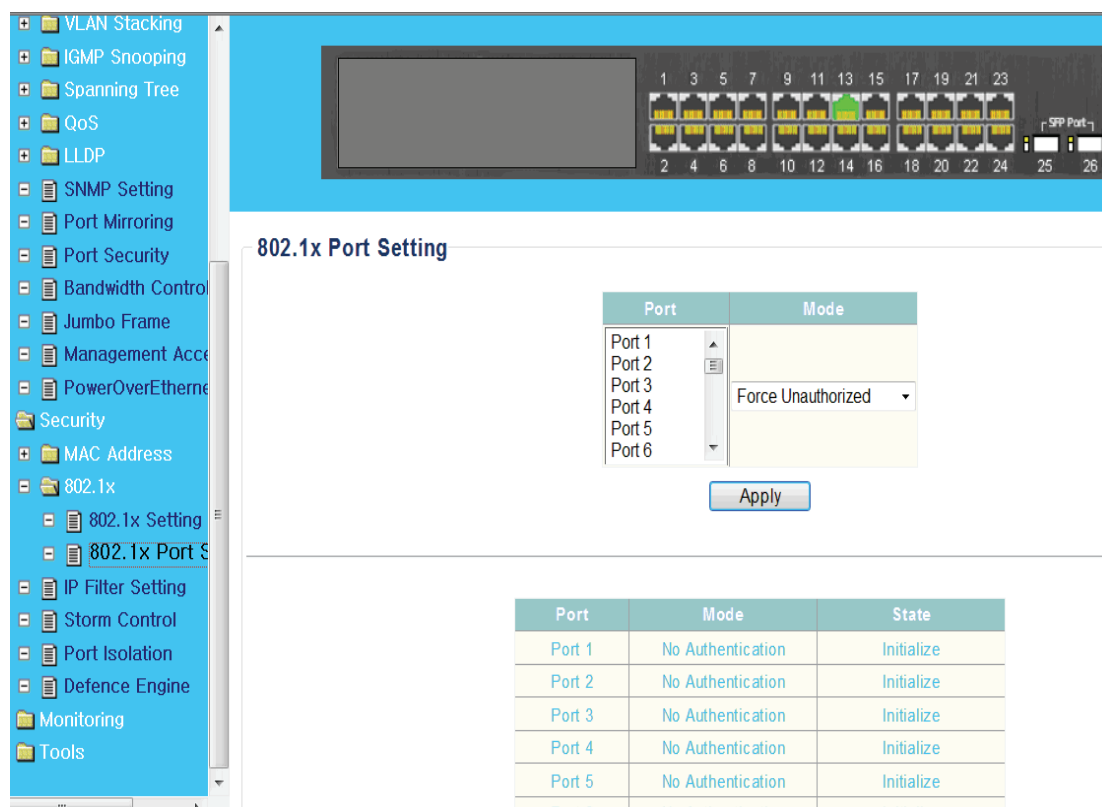 VLAN Stacking
IGMP Snooping
Spanning Tree
QoS
LLDP
SNMP Setting
Port Mirroring
Port Security
Bandwidth Control
Jumbo Frame
Management Acce
PowerOverEtherne
Security
MAC Address
802.1x
802.1x Setting
802.1x Port S
IP Filter Setting
Storm Control
Port Isolation
Defence Engine
Monitoring
Tools
1 3 5 7 9 11 13 15 17 19 21 23
SFP Port
2 4 6 8 10 12 14 16 18 20 22 24 25 26
802.1x Port Setting
Port Mode
Port 1
Port 2
Port 3
Port 4
Port 5
Port 6
Force Unauthorized
Apply
Port Mode State
Port 1 No Authentication Initialize
Port 2 No Authentication Initialize
Port 3 No Authentication Initialize
Port 4 No Authentication Initialize
Port 5 No Authentication Initialize